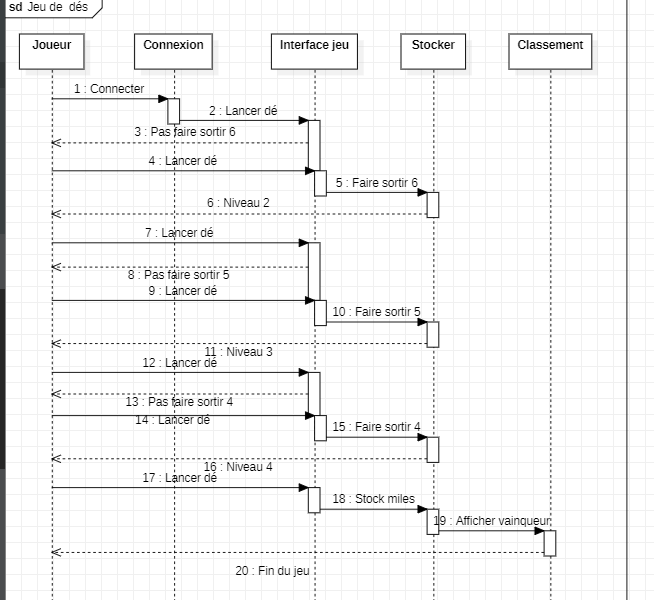 sd Jeu de dés
Joueur Connexion Interface jeu Stocker Classement
1 : Connecter
2 : Lancer dé
3 : Pas faire sortir 6
4 : Lancer dé
5 : Faire sortir 6
6 : Niveau 2
7 : Lancer dé
8 : Pas faire sortir 5
9 : Lancer dé
10 : Faire sortir 5
11 : Niveau 3
12 : Lancer dé
13 : Pas faire sortir 4
14 : Lancer dé
15 : Faire sortir 4
16 : Niveau 4
17 : Lancer dé
18 : Stock miles
19 : Afficher vainqueur
20 : Fin du jeu